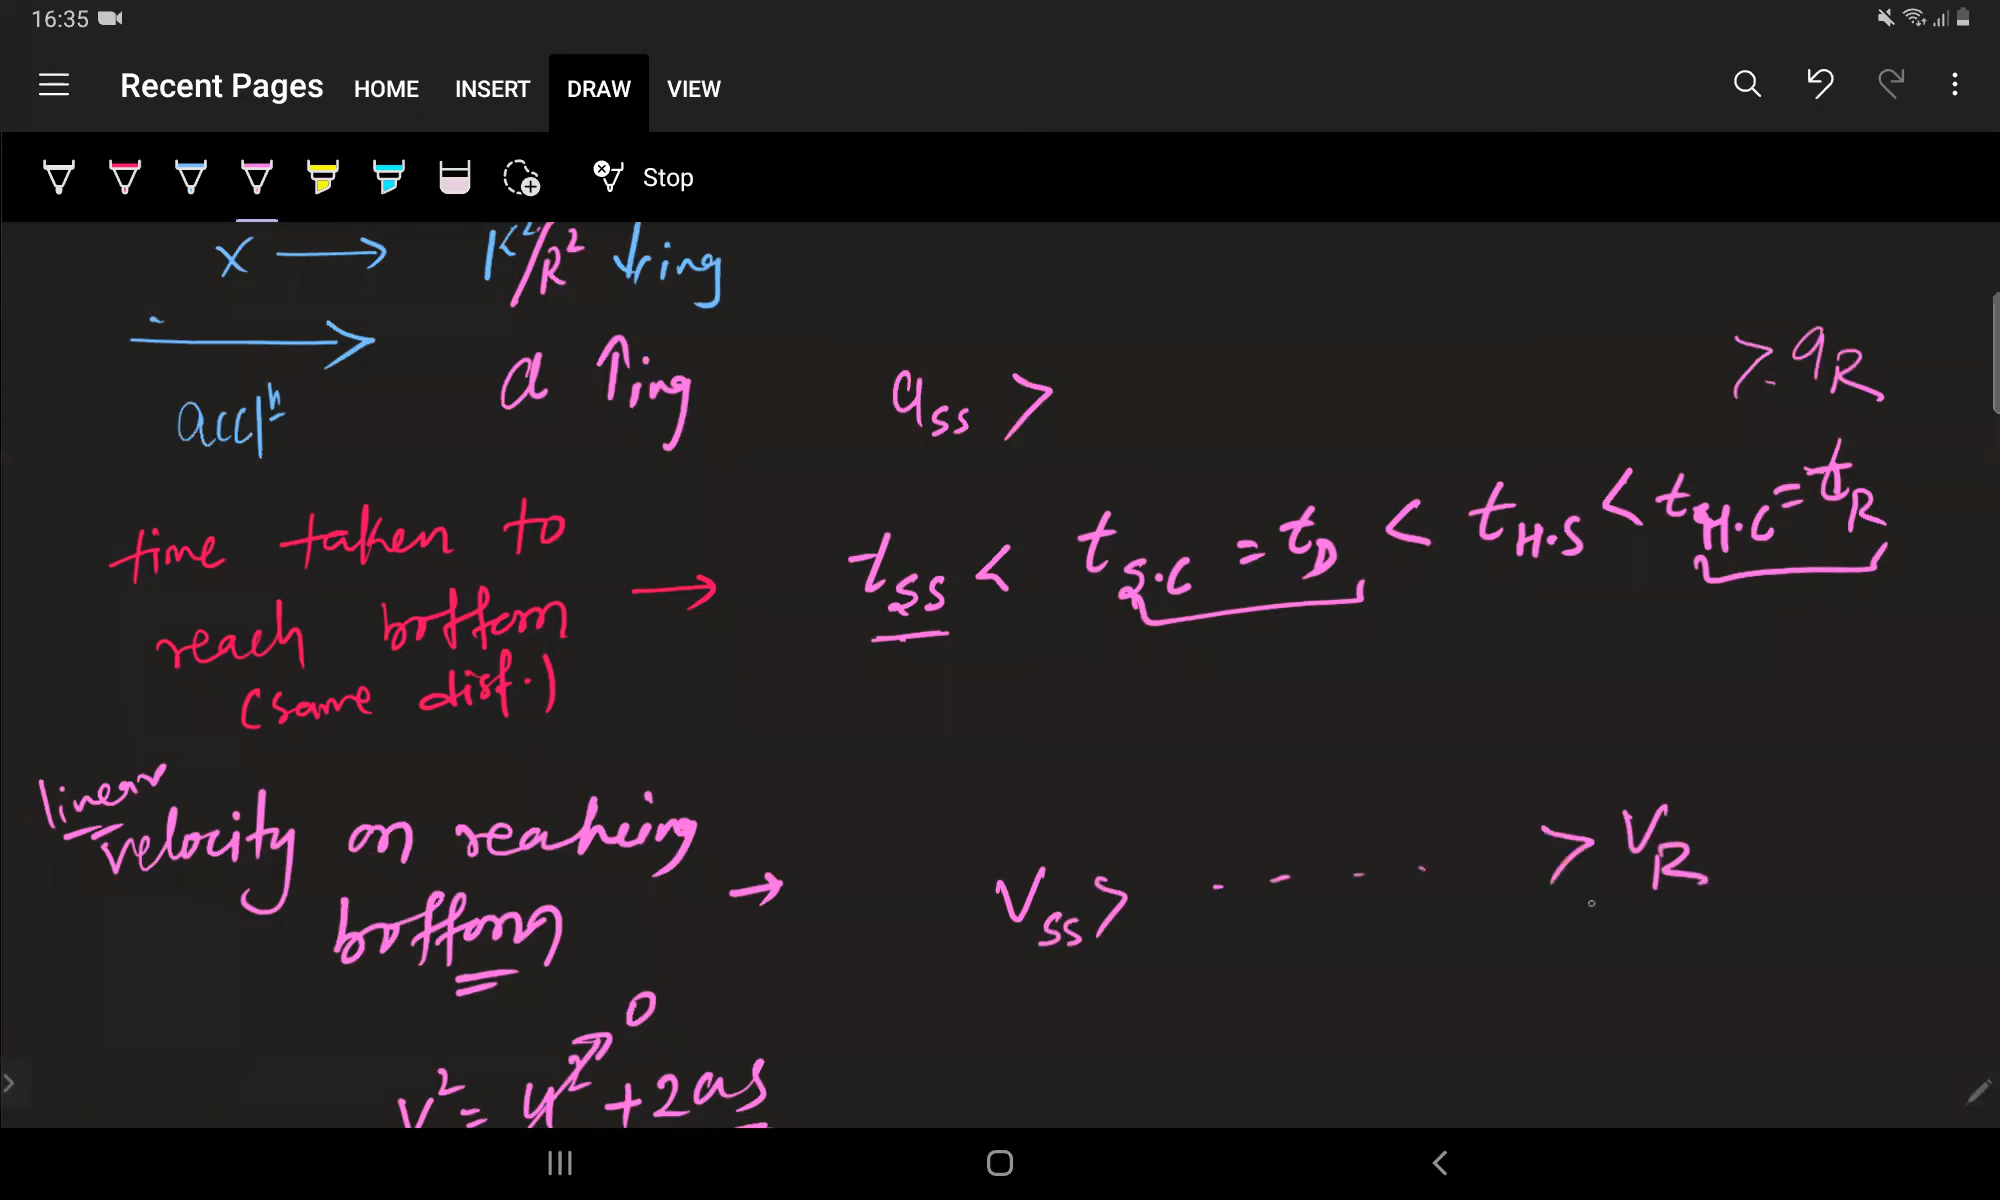 16:35
Recent Pages HOME INSERT DRAW VIEW
Stop
x → K²/R² ↓ing
→ a ↑ing
acclⁿ
a_SS > > a_R
time taken to
reach bottom → t_SS < t_S.C = t_D < t_H.S < t_H.C = t_R
(same dist.)
linear
velocity on reaching
bottom → V_SS > - - - - > V_R
0
v² = u² + 2as